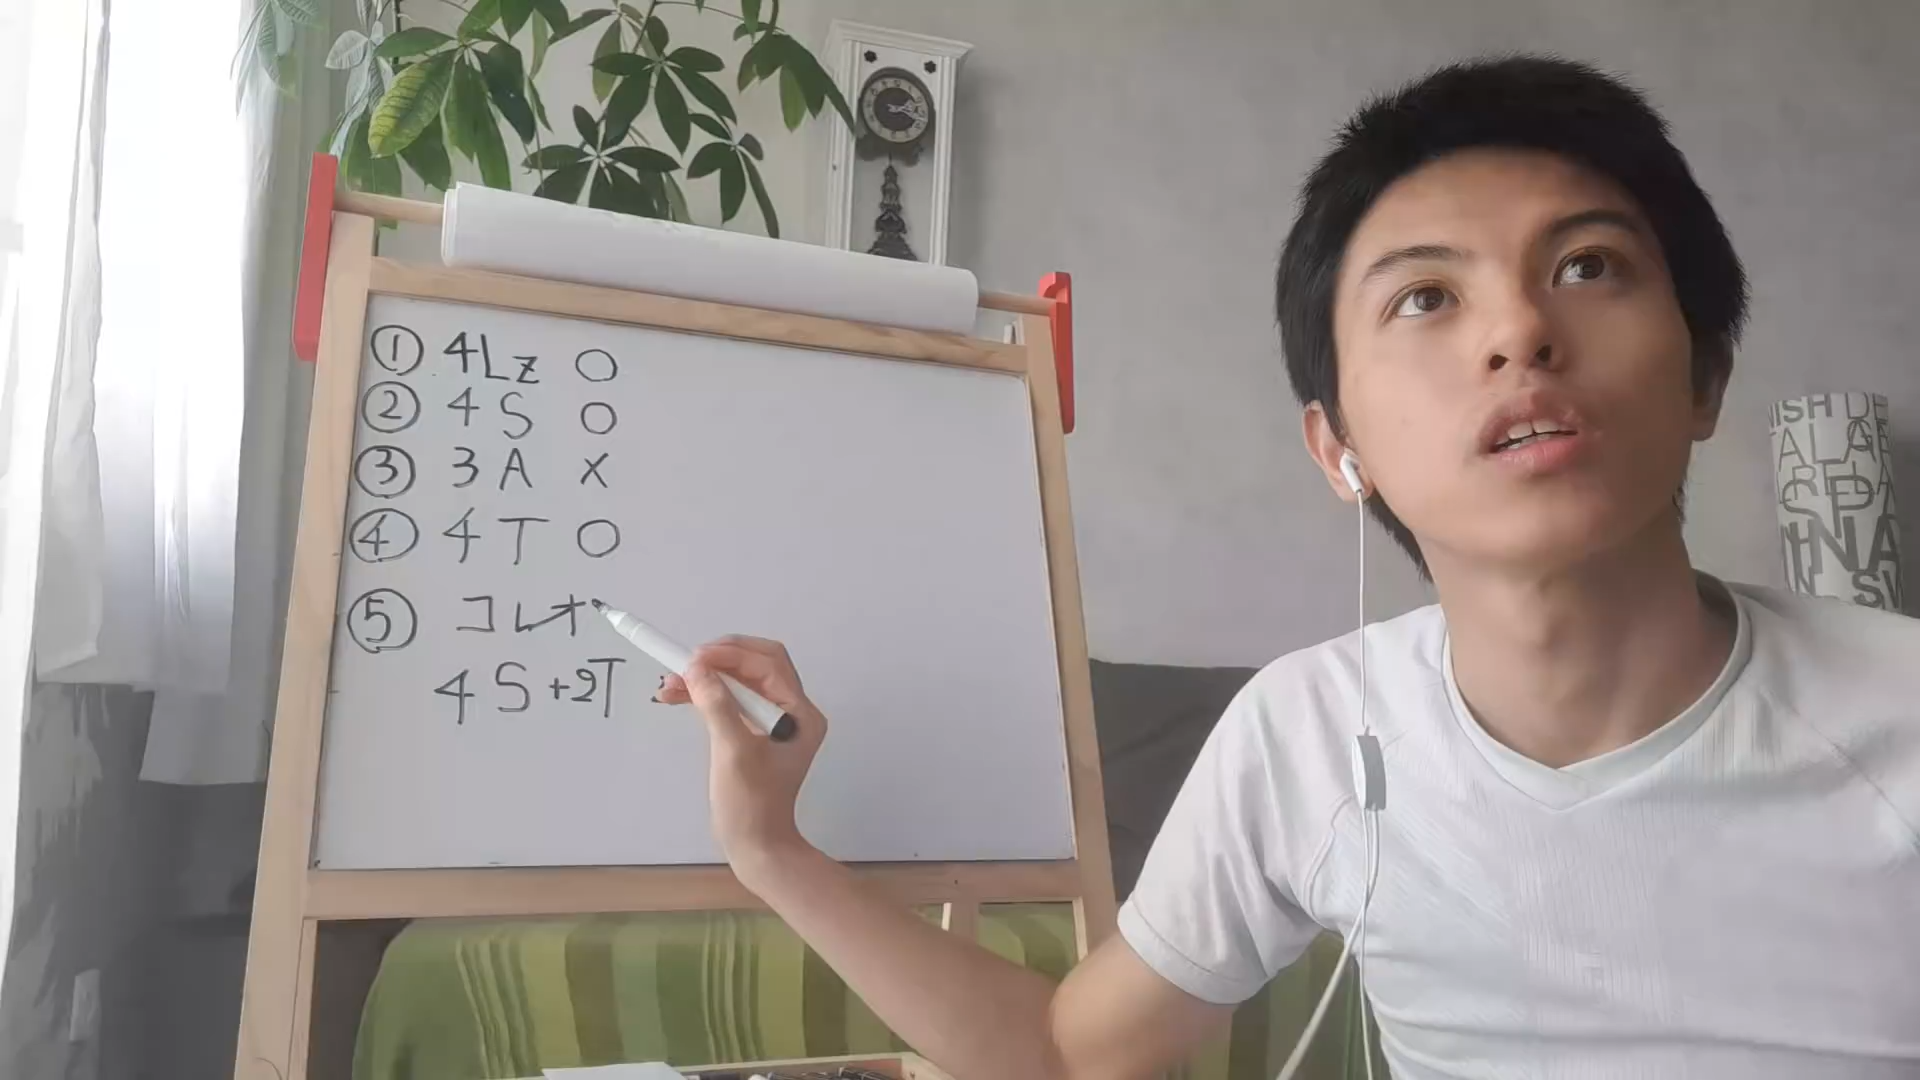 ① 4Lz ○
② 4S ○
③ 3A ×
④ 4T ○
⑤ コレオ
4S+2T